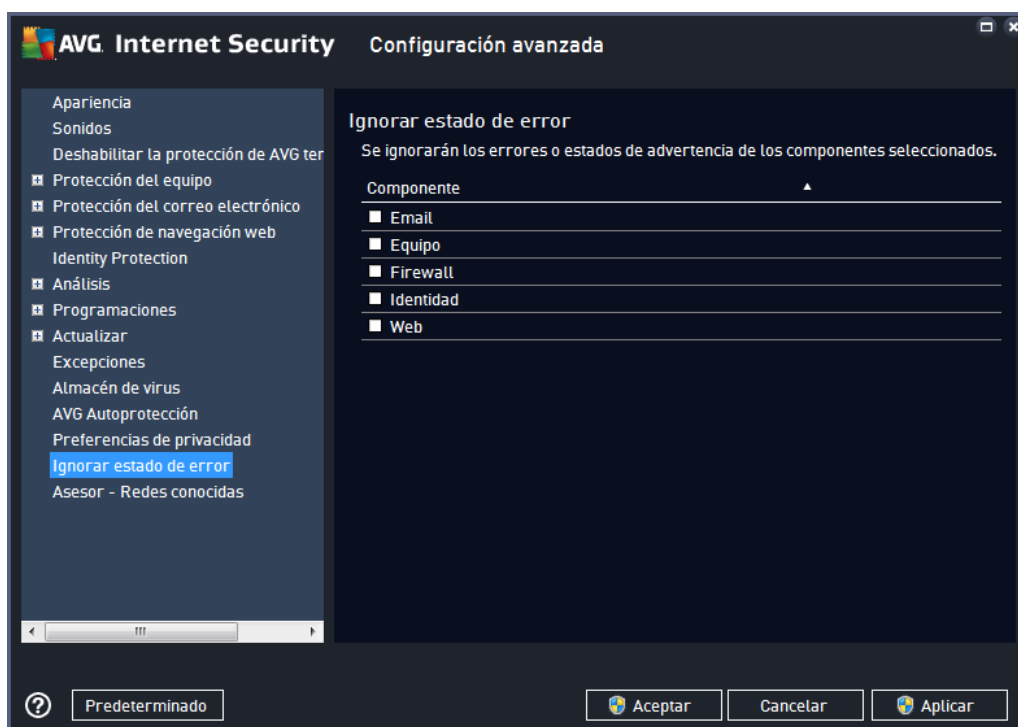 AVG. Internet Security Configuración avanzada
Apariencia
Sonidos
Deshabilitar la protección de AVG ter
Protección del equipo
Protección del correo electrónico
Protección de navegación web
Identity Protection
Análisis
Programaciones
Actualizar
Excepciones
Almacén de virus
AVG Autoprotección
Preferencias de privacidad
Ignorar estado de error
Asesor - Redes conocidas
Ignorar estado de error
Se ignorarán los errores o estados de advertencia de los componentes seleccionados.
Componente
Email
Equipo
Firewall
Identidad
Web
Predeterminado
Aceptar
Cancelar
Aplicar